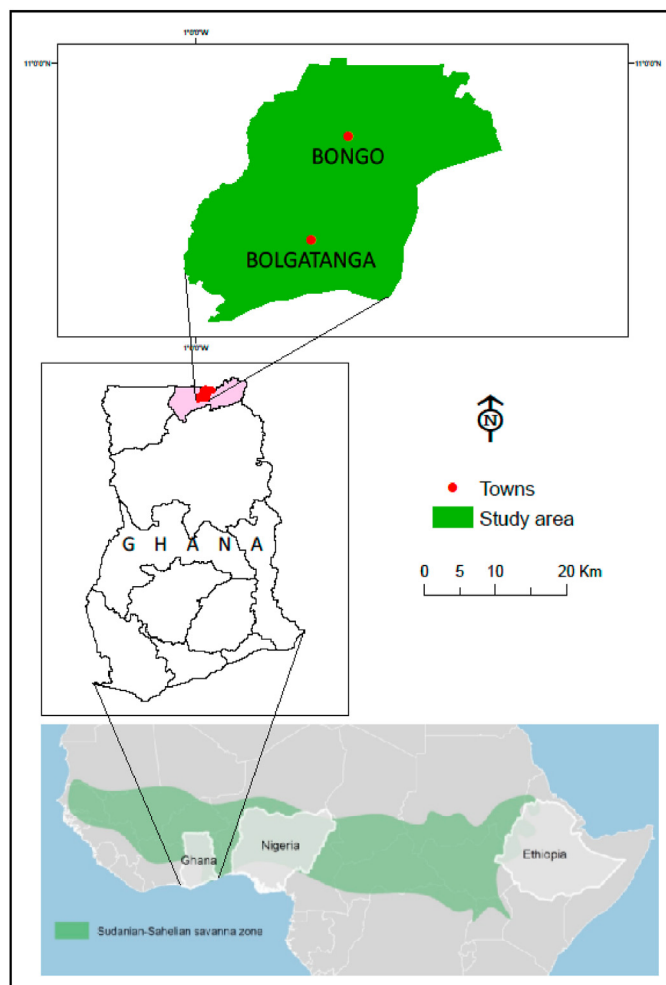 1°0'0"W
11°0'0"N
11°0'0"N
BONGO
BOLGATANGA
1°0'0"W
N
Towns
Study area
G H A N A
0 5 10 20 Km
Ghana
Nigeria
Ethiopia
Sudanian-Sahelian savanna zone